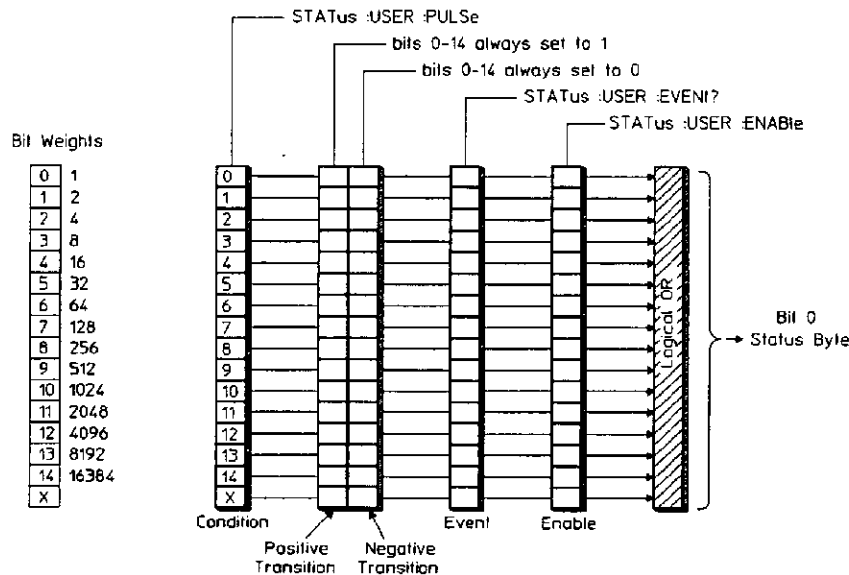 STATus :USER :PULSe
bits 0-14 always set to 1
bits 0-14 always set to 0
STATus :USER :EVENt?
STATus :USER :ENABle
Bit Weights
0 1
1 2
2 4
3 8
4 16
5 32
6 64
7 128
8 256
9 512
10 1024
11 2048
12 4096
13 8192
14 16384
X
0
1
2
3
4
5
6
7
8
9
10
11
12
13
14
X
Logical OR
Bit 0
Status Byte
Condition
Event
Enable
Positive
Transition
Negative
Transition